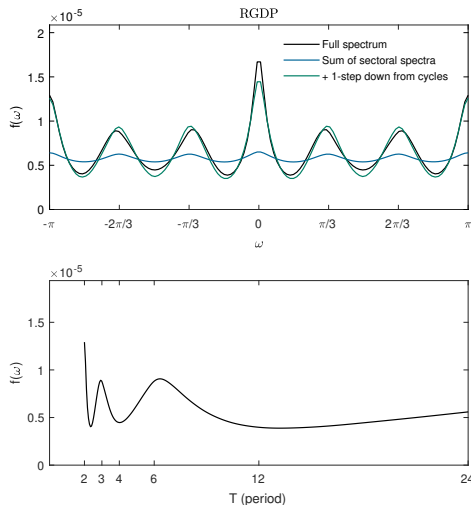 RGDP
×10⁻⁵
2
1.5
1
0.5
0
f(ω)
Full spectrum
Sum of sectoral spectra
+ 1-step down from cycles
-π -2π/3 -π/3 0 π/3 2π/3 π
ω
×10⁻⁵
1.5
1
0.5
0
f(ω)
2 3 4 6 12 24
T (period)